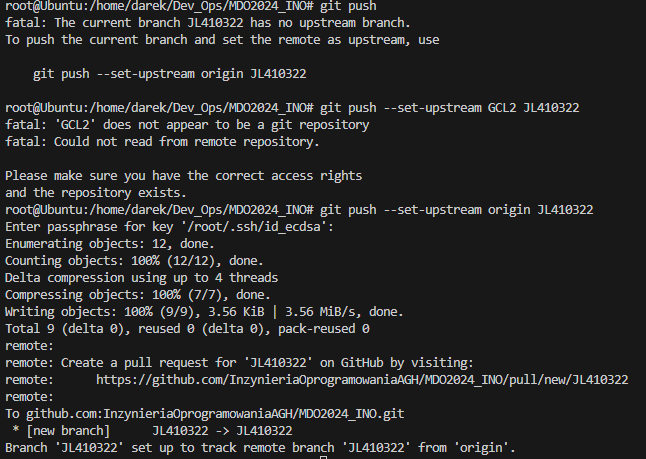 root@Ubuntu:/home/darek/Dev_Ops/MDO2024_INO# git push
fatal: The current branch JL410322 has no upstream branch.
To push the current branch and set the remote as upstream, use
    git push --set-upstream origin JL410322
root@Ubuntu:/home/darek/Dev_Ops/MDO2024_INO# git push --set-upstream GCL2 JL410322
fatal: 'GCL2' does not appear to be a git repository
fatal: Could not read from remote repository.
Please make sure you have the correct access rights
and the repository exists.
root@Ubuntu:/home/darek/Dev_Ops/MDO2024_INO# git push --set-upstream origin JL410322
Enter passphrase for key '/root/.ssh/id_ecdsa':
Enumerating objects: 12, done.
Counting objects: 100% (12/12), done.
Delta compression using up to 4 threads
Compressing objects: 100% (7/7), done.
Writing objects: 100% (9/9), 3.56 KiB | 3.56 MiB/s, done.
Total 9 (delta 0), reused 0 (delta 0), pack-reused 0
remote:
remote: Create a pull request for 'JL410322' on GitHub by visiting:
remote:      https://github.com/InzynieriaOprogramowaniaAGH/MDO2024_INO/pull/new/JL410322
remote:
To github.com:InzynieriaOprogramowaniaAGH/MDO2024_INO.git
 * [new branch]      JL410322 -> JL410322
Branch 'JL410322' set up to track remote branch 'JL410322' from 'origin'.